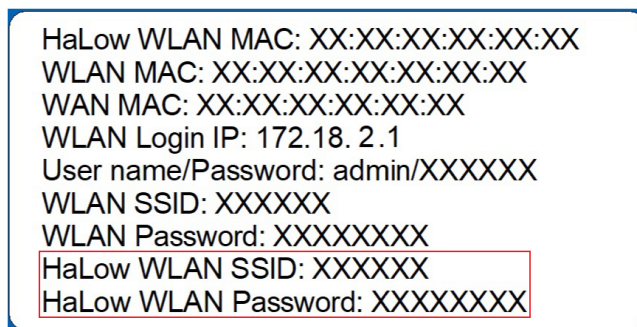 HaLow WLAN MAC: XX:XX:XX:XX:XX:XX
WLAN MAC: XX:XX:XX:XX:XX:XX:XX
WAN MAC: XX:XX:XX:XX:XX:XX
WLAN Login IP: 172.18. 2.1
User name/Password: admin/XXXXXX
WLAN SSID: XXXXXX
WLAN Password: XXXXXXXX
HaLow WLAN SSID: XXXXXX
HaLow WLAN Password: XXXXXXXX